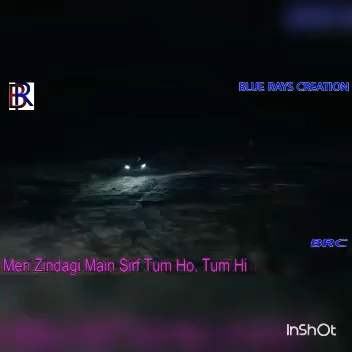 BR
BLUE RAYS CREATION
BRC
Meri Zindagi Main Sirf Tum Ho, Tum Hi
InShOt